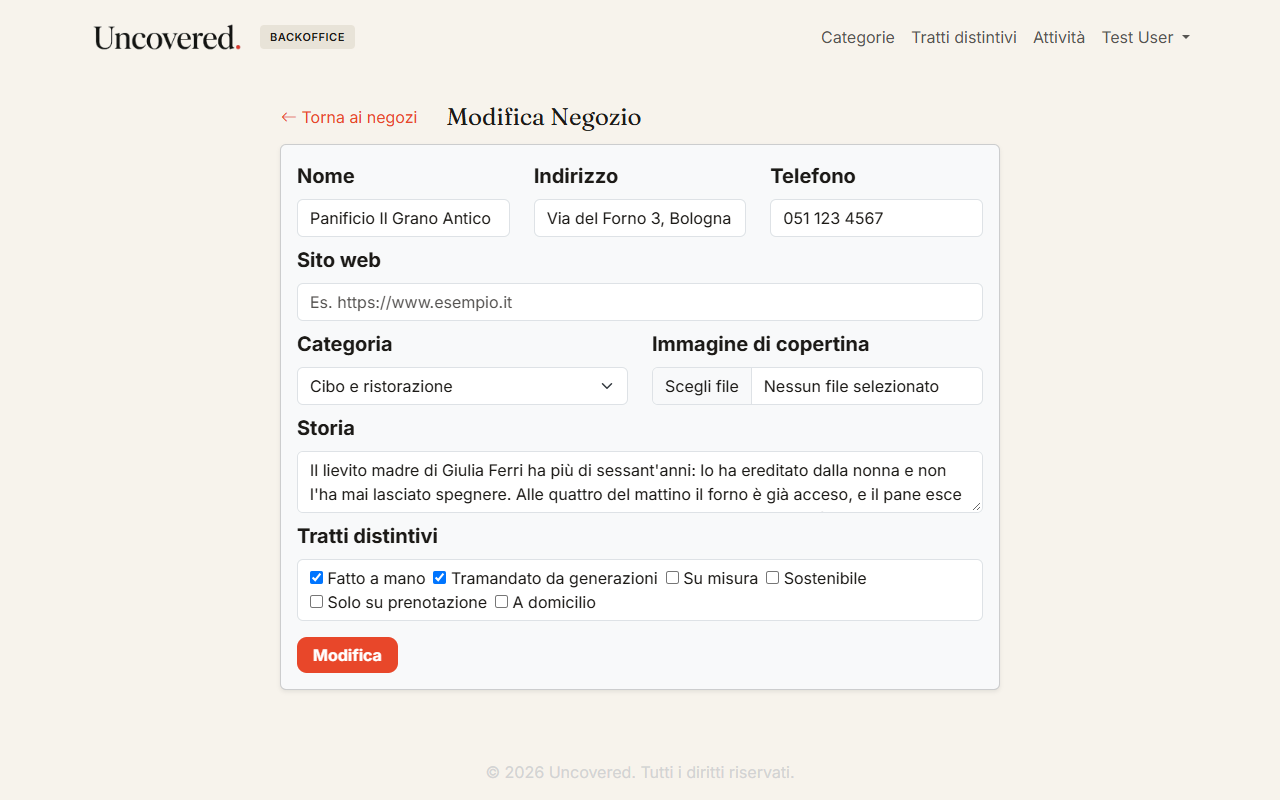 Uncovered. BACKOFFICE Categorie Tratti distintivi Attività Test User
← Torna ai negozi Modifica Negozio
Nome Indirizzo Telefono
Panificio Il Grano Antico Via del Forno 3, Bologna 051 123 4567
Sito web
Es. https://www.esempio.it
Categoria Immagine di copertina
Cibo e ristorazione Scegli file Nessun file selezionato
Storia
Il lievito madre di Giulia Ferri ha più di sessant'anni: lo ha ereditato dalla nonna e non
l'ha mai lasciato spegnere. Alle quattro del mattino il forno è già acceso, e il pane esce
Tratti distintivi
Fatto a mano Tramandato da generazioni Su misura Sostenibile
Solo su prenotazione A domicilio
Modifica
© 2026 Uncovered. Tutti i diritti riservati.